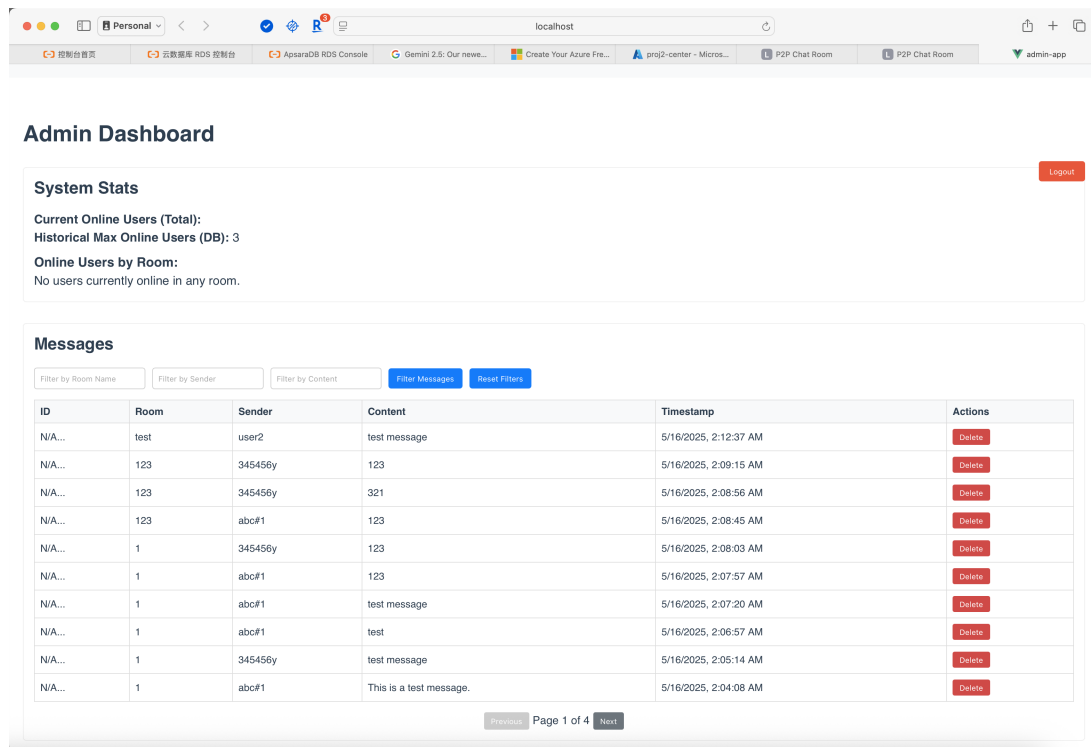 Personal
3
localhost
控制台首页
云数据库 RDS 控制台
ApsaraDB RDS Console
Gemini 2.5: Our newe...
Create Your Azure Fre...
proj2-center - Micros...
L P2P Chat Room
L P2P Chat Room
admin-app
Admin Dashboard
Logout
System Stats
Current Online Users (Total):
Historical Max Online Users (DB): 3
Online Users by Room:
No users currently online in any room.
Messages
Filter by Room Name Filter by Sender Filter by Content Filter Messages Reset Filters
ID Room Sender Content Timestamp Actions
N/A... test user2 test message 5/16/2025, 2:12:37 AM Delete
N/A... 123 345456y 123 5/16/2025, 2:09:15 AM Delete
N/A... 123 345456y 321 5/16/2025, 2:08:56 AM Delete
N/A... 123 abc#1 123 5/16/2025, 2:08:45 AM Delete
N/A... 1 345456y 123 5/16/2025, 2:08:03 AM Delete
N/A... 1 abc#1 123 5/16/2025, 2:07:57 AM Delete
N/A... 1 abc#1 test message 5/16/2025, 2:07:20 AM Delete
N/A... 1 abc#1 test 5/16/2025, 2:06:57 AM Delete
N/A... 1 345456y test message 5/16/2025, 2:05:14 AM Delete
N/A... 1 abc#1 This is a test message. 5/16/2025, 2:04:08 AM Delete
Previous Page 1 of 4 Next